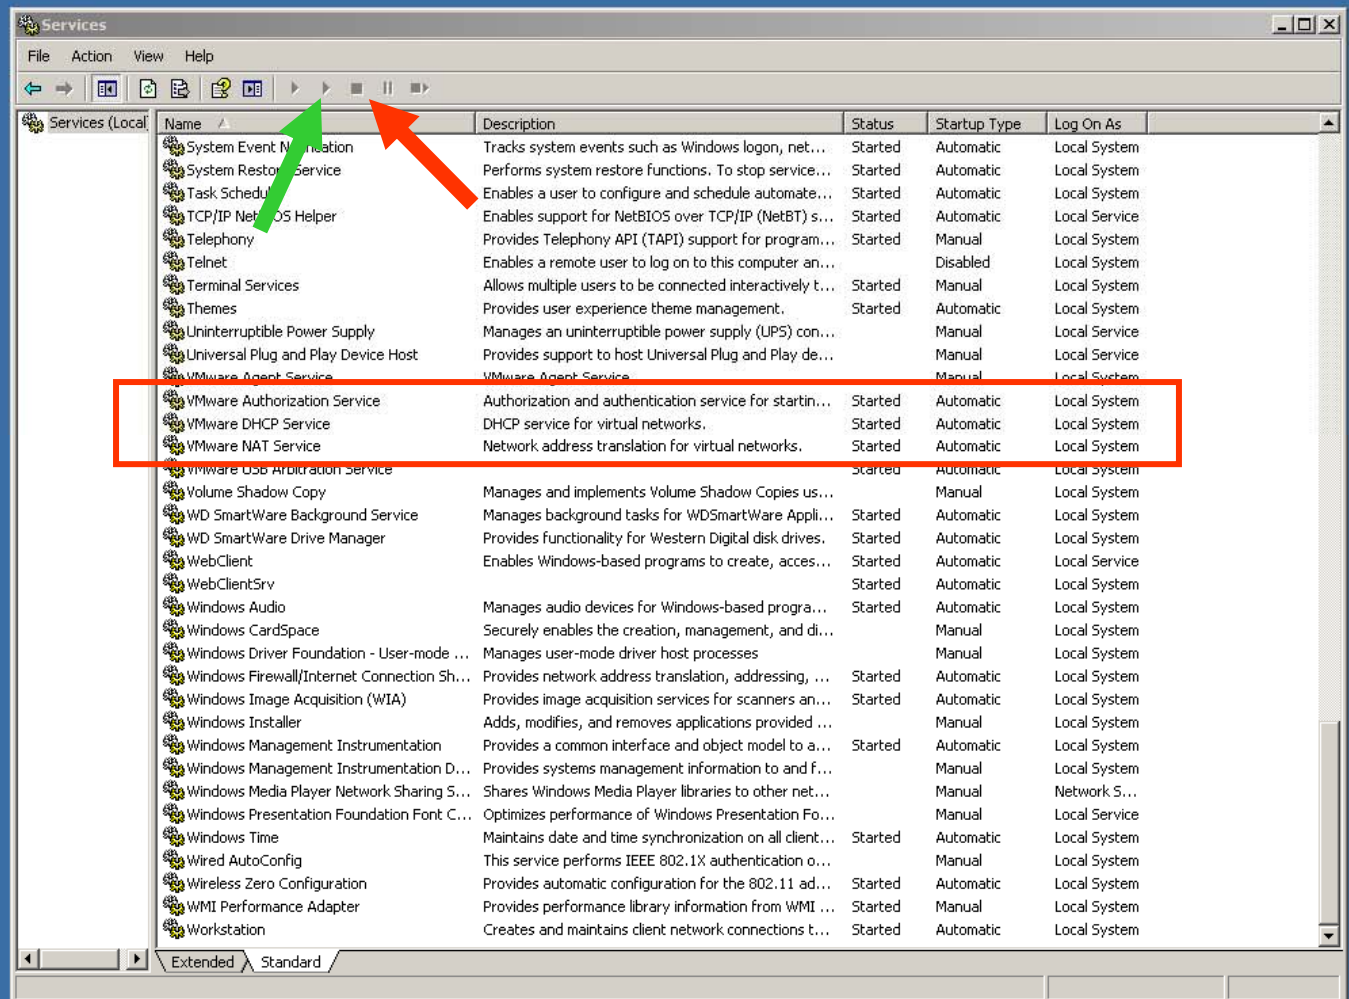 Services
File Action View Help
Services (Local
Name Description Status Startup Type Log On As
System Event N cation Tracks system events such as Windows logon, net... Started Automatic Local System
System Restor Service Performs system restore functions. To stop service... Started Automatic Local System
Task Schedul Enables a user to configure and schedule automate... Started Automatic Local System
TCP/IP Net OS Helper Enables support for NetBIOS over TCP/IP (NetBT) s... Started Automatic Local Service
Telephony Provides Telephony API (TAPI) support for program... Started Manual Local System
Telnet Enables a remote user to log on to this computer an... Disabled Local System
Terminal Services Allows multiple users to be connected interactively t... Started Manual Local System
Themes Provides user experience theme management. Started Automatic Local System
Uninterruptible Power Supply Manages an uninterruptible power supply (UPS) con... Manual Local Service
Universal Plug and Play Device Host Provides support to host Universal Plug and Play de... Manual Local Service
VMware Agent Service VMware Agent Service Manual Local System
VMware Authorization Service Authorization and authentication service for startin... Started Automatic Local System
VMware DHCP Service DHCP service for virtual networks. Started Automatic Local System
VMware NAT Service Network address translation for virtual networks. Started Automatic Local System
VMware USB Arbitration Service Started Automatic Local System
Volume Shadow Copy Manages and implements Volume Shadow Copies us... Manual Local System
WD SmartWare Background Service Manages background tasks for WDSmartWare Appli... Started Automatic Local System
WD SmartWare Drive Manager Provides functionality for Western Digital disk drives. Started Automatic Local System
WebClient Enables Windows-based programs to create, acces... Started Automatic Local Service
WebClientSrv Started Automatic Local System
Windows Audio Manages audio devices for Windows-based progra... Started Automatic Local System
Windows CardSpace Securely enables the creation, management, and di... Manual Local System
Windows Driver Foundation - User-mode ... Manages user-mode driver host processes Manual Local System
Windows Firewall/Internet Connection Sh... Provides network address translation, addressing, ... Started Automatic Local System
Windows Image Acquisition (WIA) Provides image acquisition services for scanners an... Started Automatic Local System
Windows Installer Adds, modifies, and removes applications provided ... Manual Local System
Windows Management Instrumentation Provides a common interface and object model to a... Started Automatic Local System
Windows Management Instrumentation D... Provides systems management information to and f... Manual Local System
Windows Media Player Network Sharing S... Shares Windows Media Player libraries to other net... Manual Network S...
Windows Presentation Foundation Font C... Optimizes performance of Windows Presentation Fo... Manual Local Service
Windows Time Maintains date and time synchronization on all client... Started Automatic Local System
Wired AutoConfig This service performs IEEE 802.1X authentication o... Manual Local System
Wireless Zero Configuration Provides automatic configuration for the 802.11 ad... Started Automatic Local System
WMI Performance Adapter Provides performance library information from WMI ... Started Manual Local System
Workstation Creates and maintains client network connections t... Started Automatic Local System
Extended Standard